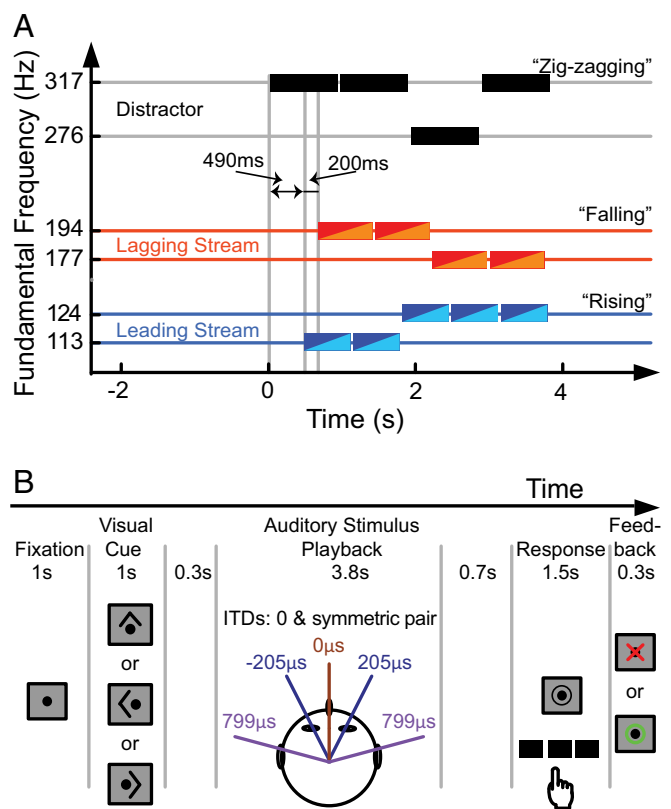 A
Fundamental Frequency (Hz)
317
"Zig-zagging"
Distractor
276
490ms
200ms
194
"Falling"
Lagging Stream
177
124
"Rising"
Leading Stream
113
-2
0
2
4
Time (s)
B
Time
Fixation
1s
Visual
Cue
1s
0.3s
Auditory Stimulus
Playback
3.8s
0.7s
Response
1.5s
Feed-
back
0.3s
or
or
ITDs: 0 & symmetric pair
0µs
-205µs
205µs
799µs
799µs
or